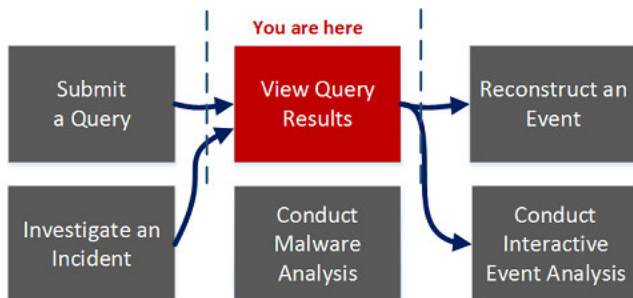 You are here
Submit
a Query
View Query
Results
Reconstruct an
Event
Investigate an
Incident
Conduct
Malware
Analysis
Conduct
Interactive
Event Analysis